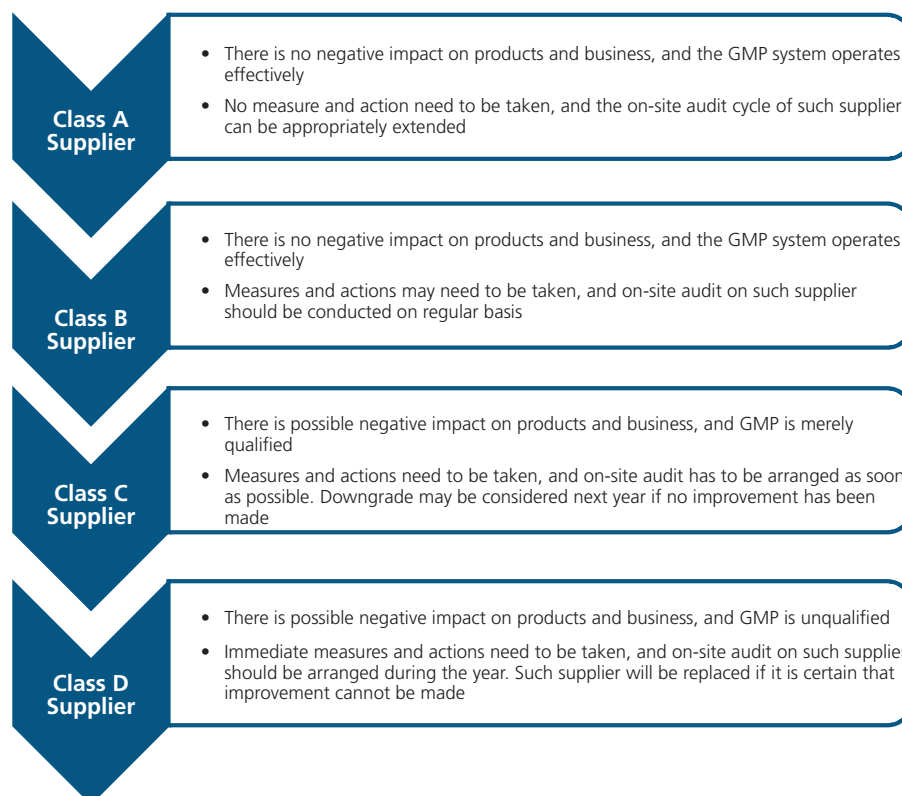 Class A
Supplier
• There is no negative impact on products and business, and the GMP system operates
effectively
• No measure and action need to be taken, and the on-site audit cycle of such supplier
can be appropriately extended
Class B
Supplier
• There is no negative impact on products and business, and the GMP system operates
effectively
• Measures and actions may need to be taken, and on-site audit on such supplier
should be conducted on regular basis
Class C
Supplier
• There is possible negative impact on products and business, and GMP is merely
qualified
• Measures and actions need to be taken, and on-site audit has to be arranged as soon
as possible. Downgrade may be considered next year if no improvement has been
made
Class D
Supplier
• There is possible negative impact on products and business, and GMP is unqualified
• Immediate measures and actions need to be taken, and on-site audit on such supplier
should be arranged during the year. Such supplier will be replaced if it is certain that
improvement cannot be made